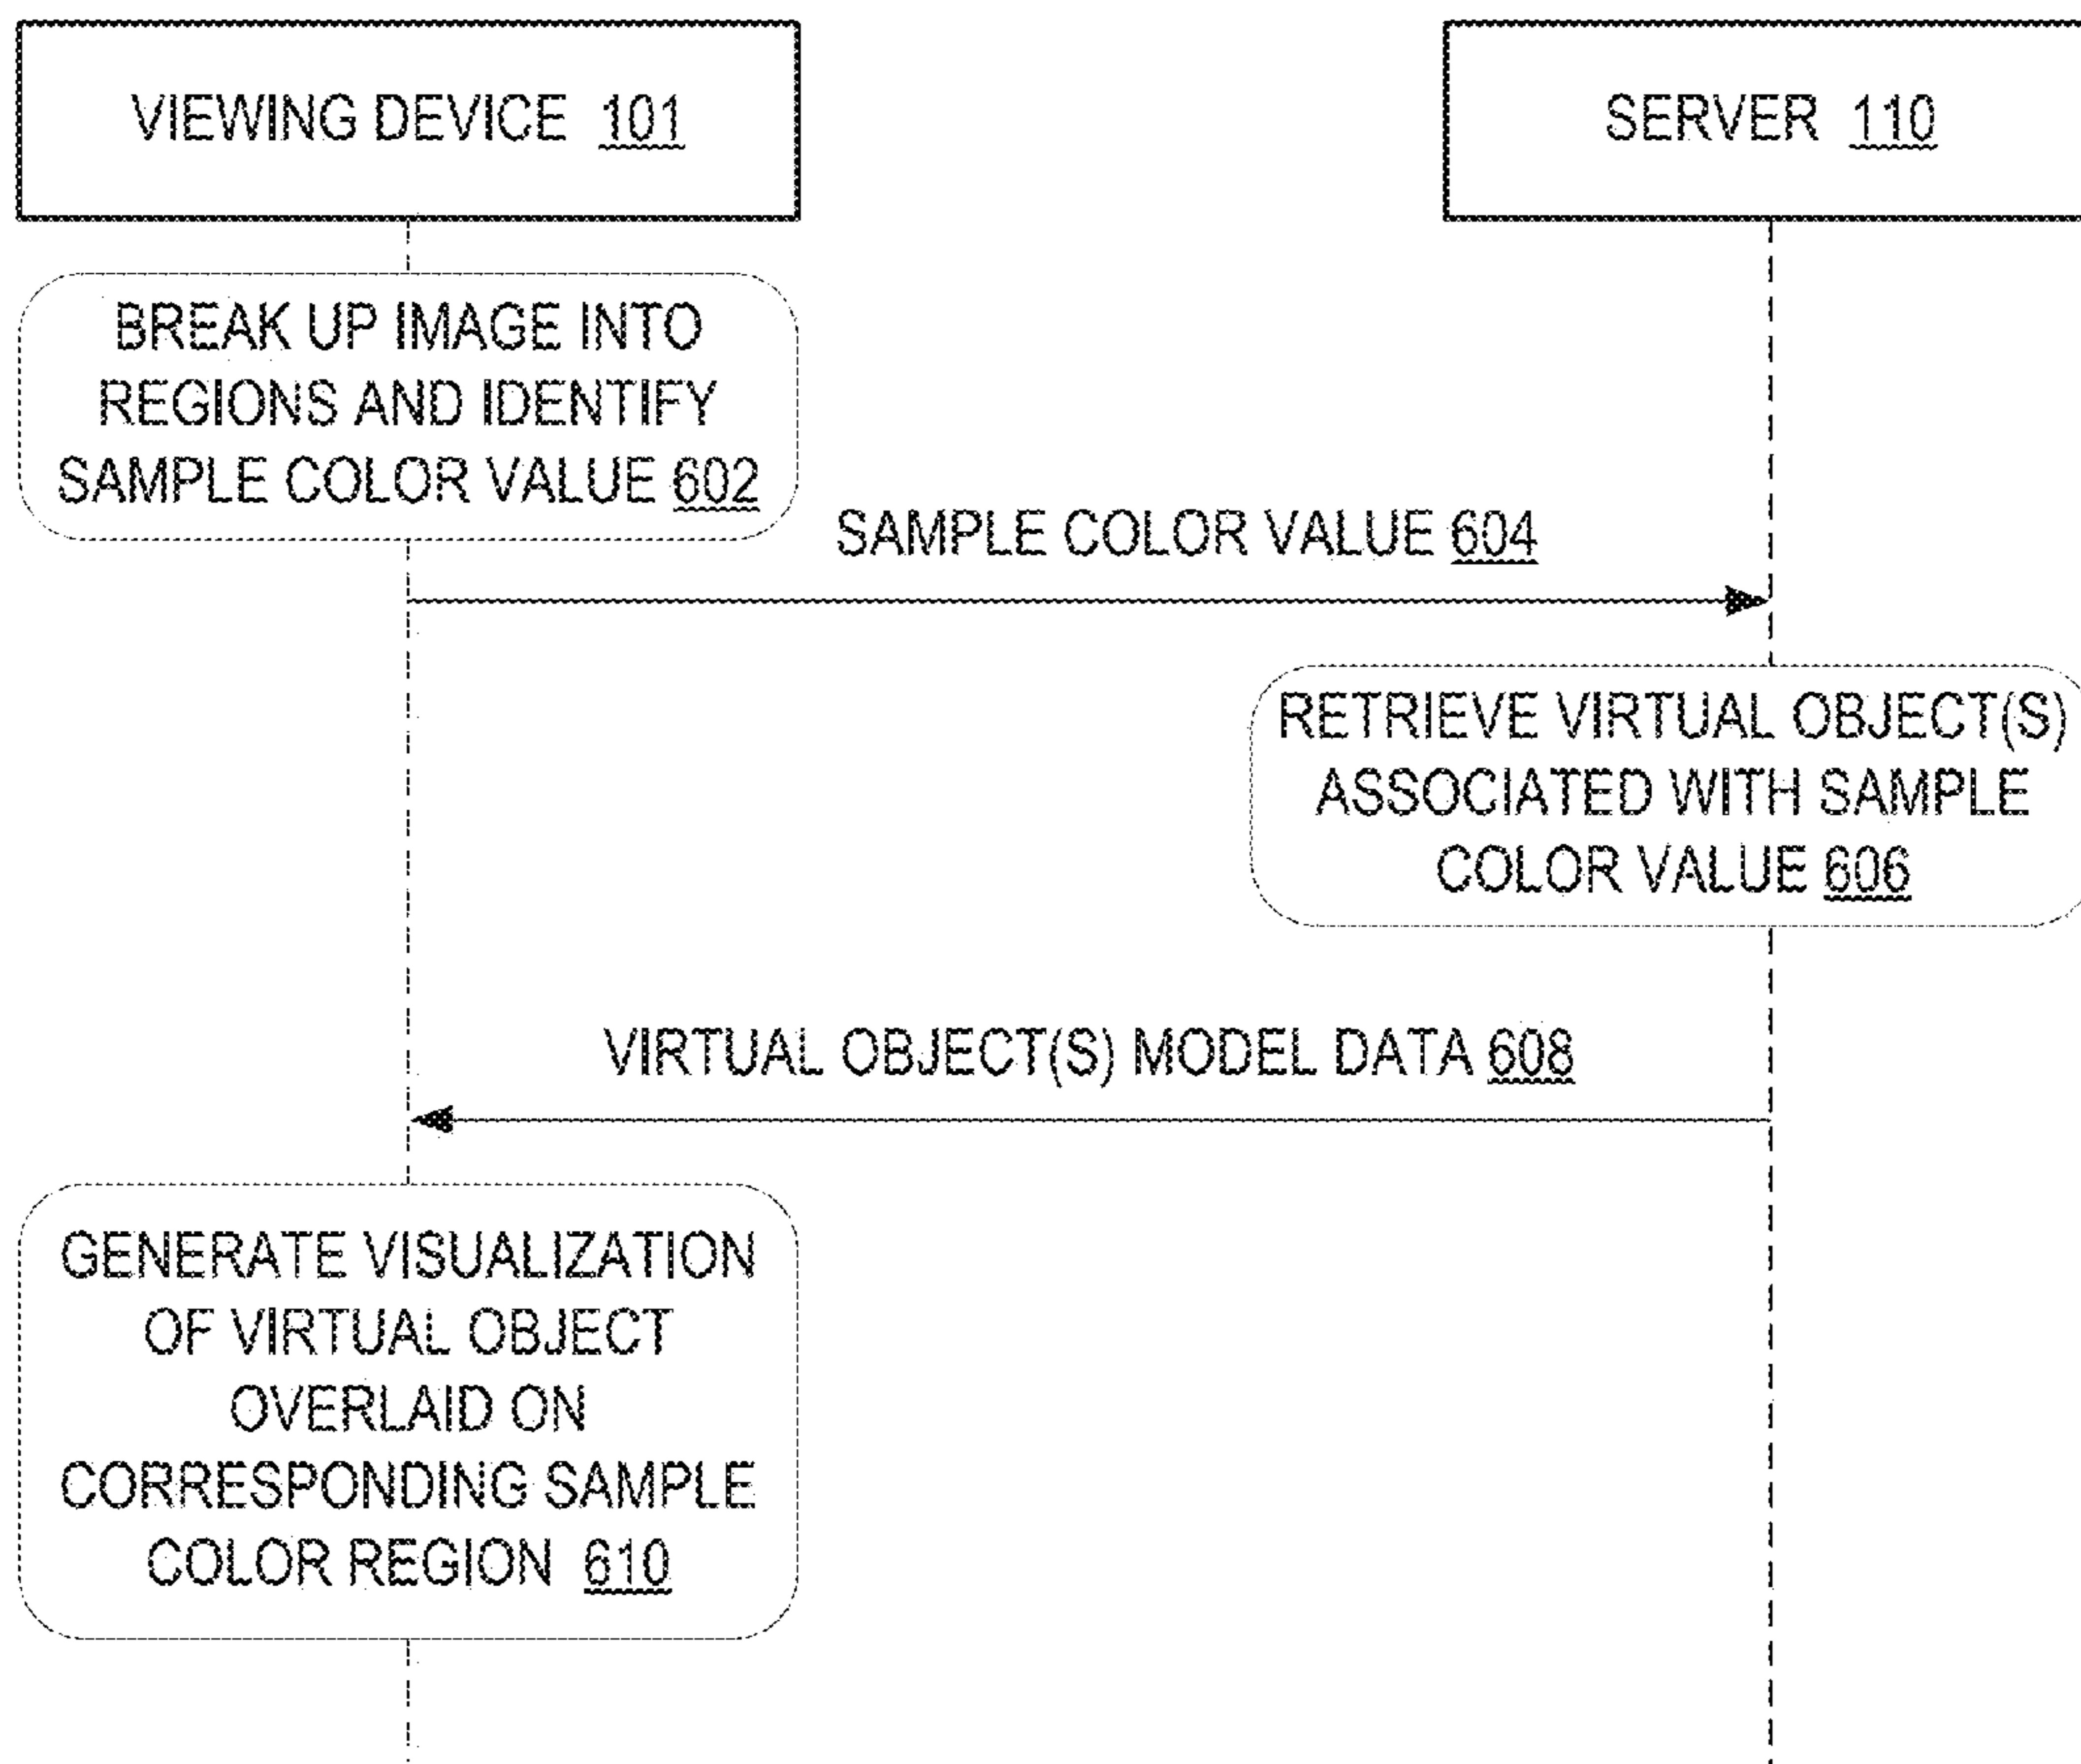 VIEWING DEVICE 101
SERVER 110
BREAK UP IMAGE INTO
REGIONS AND IDENTIFY
SAMPLE COLOR VALUE 602
SAMPLE COLOR VALUE 604
RETRIEVE VIRTUAL OBJECT(S)
ASSOCIATED WITH SAMPLE
COLOR VALUE 606
VIRTUAL OBJECT(S) MODEL DATA 608
GENERATE VISUALIZATION
OF VIRTUAL OBJECT
OVERLAID ON
CORRESPONDING SAMPLE
COLOR REGION 610